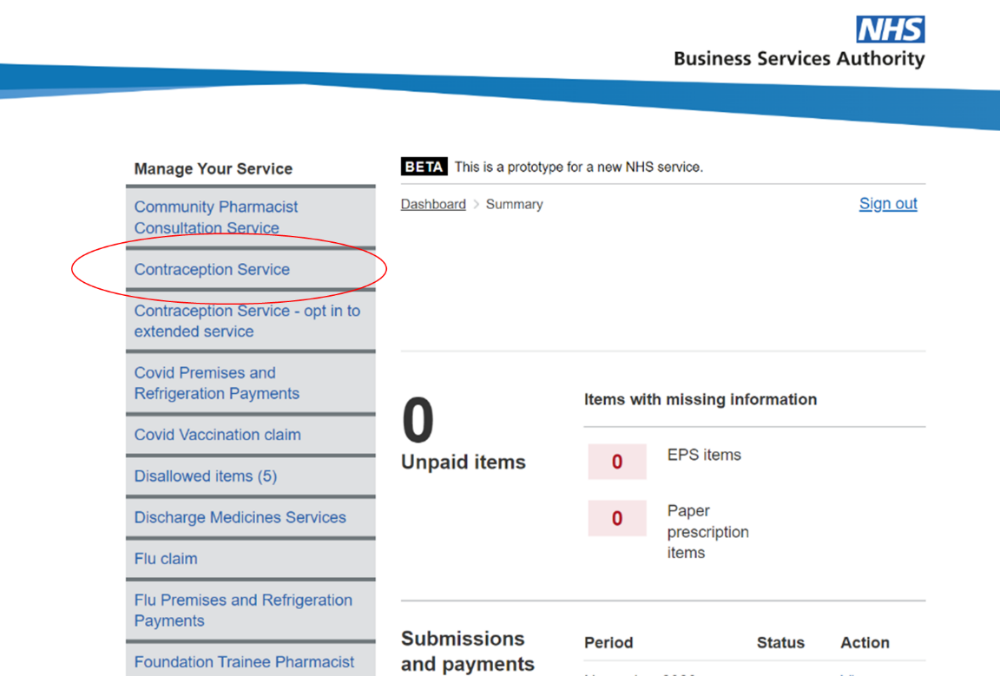 NHS
Business Services Authority
Manage Your Service
Community Pharmacist
Consultation Service
Contraception Service
Contraception Service - opt in to
extended service
Covid Premises and
Refrigeration Payments
Covid Vaccination claim
Disallowed items (5)
Discharge Medicines Services
Flu claim
Flu Premises and Refrigeration
Payments
Foundation Trainee Pharmacist
BETA This is a prototype for a new NHS service.
Dashboard > Summary
Sign out
0
Unpaid items
Items with missing information
0 EPS items
0 Paper
prescription
items
Submissions
and payments
Period Status Action